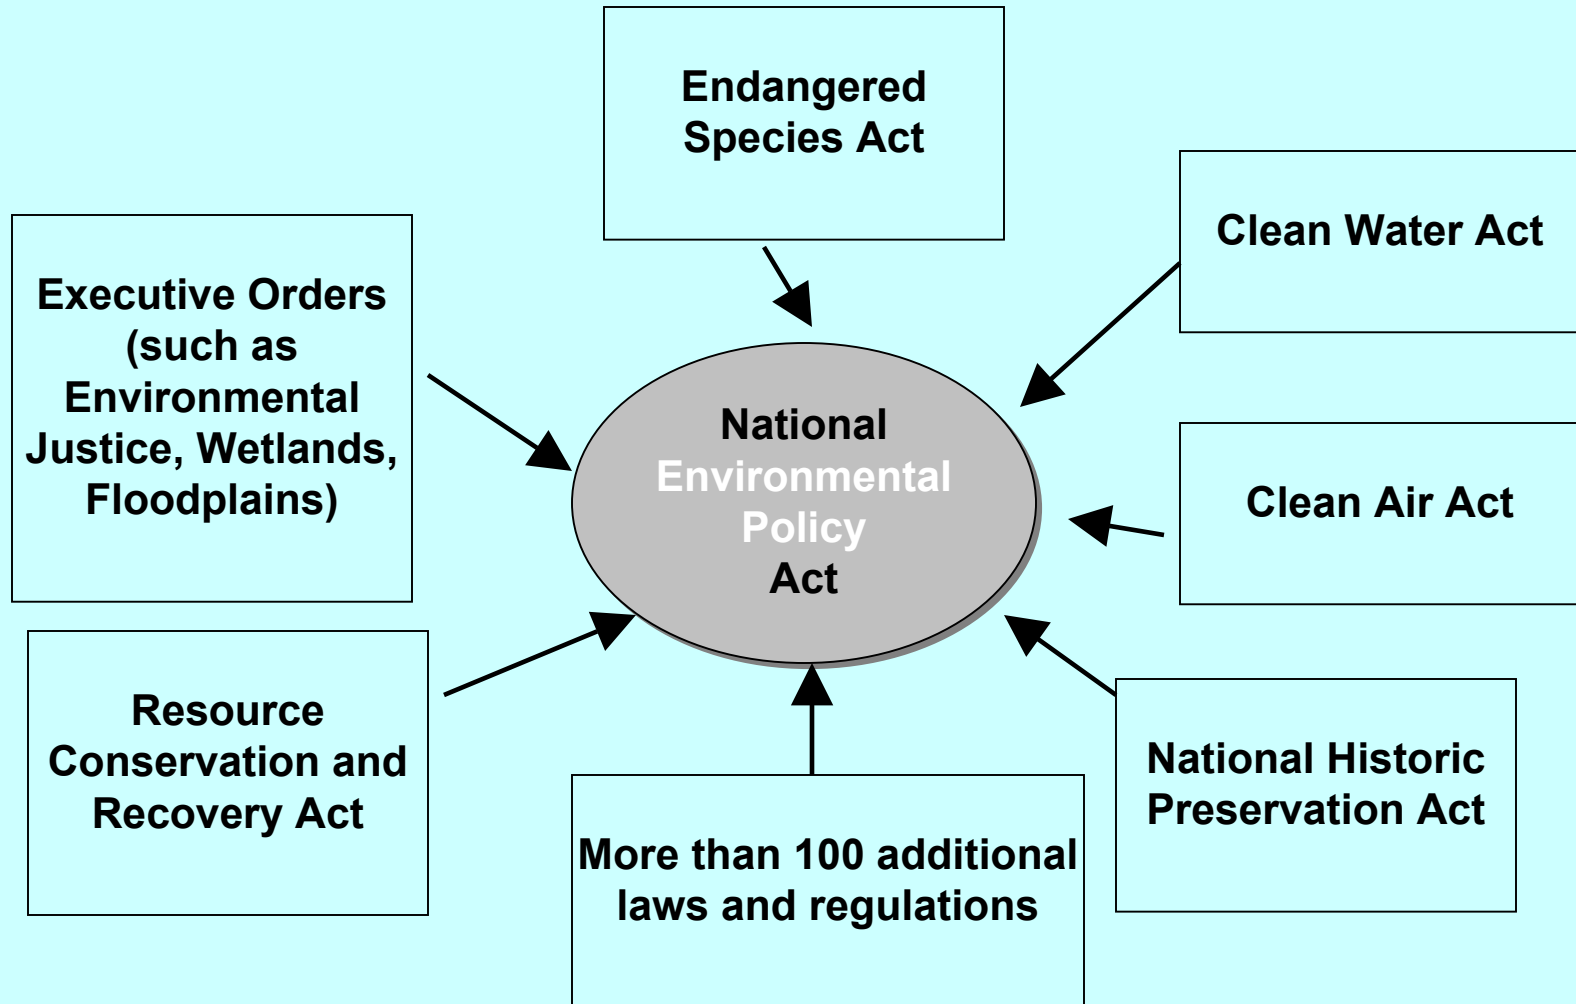 Endangered
Species Act
Clean Water Act
Executive Orders
(such as
Environmental
Justice, Wetlands,
Floodplains)
National
Environmental
Policy
Act
Clean Air Act
Resource
Conservation and
Recovery Act
National Historic
Preservation Act
More than 100 additional
laws and regulations